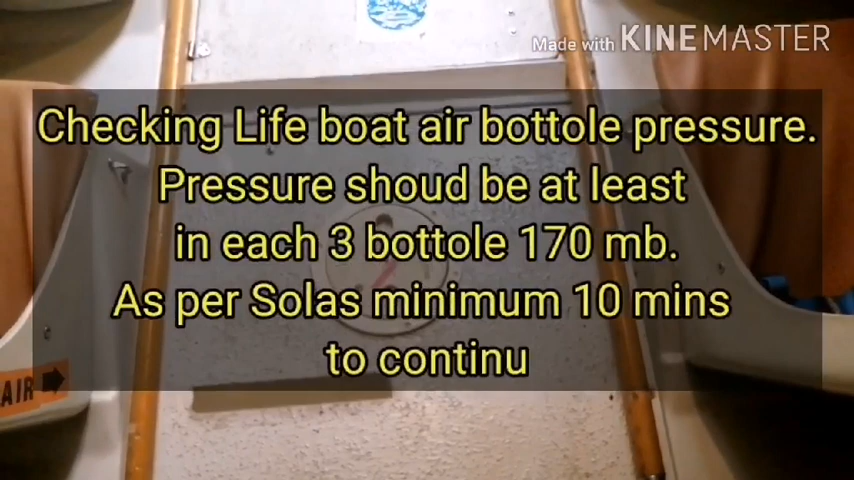 Made with KINEMASTER
Checking Life boat air bottole pressure.
Pressure shoud be at least
in each 3 bottole 170 mb.
As per Solas minimum 10 mins
to continu
AIR